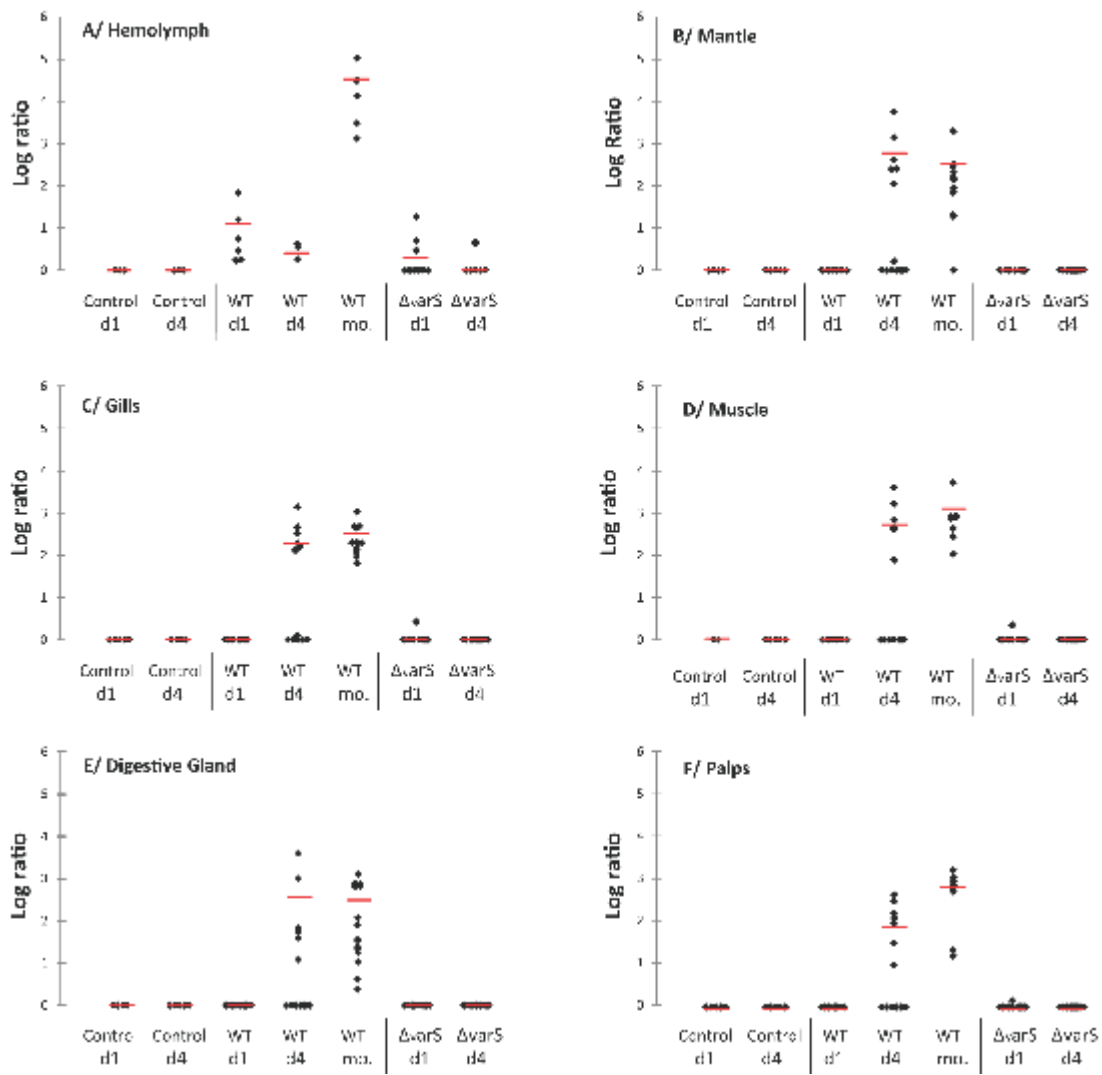 A/ Hemolymph
Log ratio
6
5
4
3
2
1
0
Control Control WT WT WT ΔvarS ΔvarS
d1 d4 d1 d4 mo. d1 d4
B/ Mantle
Log Ratio
6
5
4
3
2
1
0
Control Control WT WT WT ΔvarS ΔvarS
d1 d4 d1 d4 mo. d1 d4
C/ Gills
Log ratio
6
5
4
3
2
1
0
Control Control WT WT WT ΔvarS ΔvarS
d1 d4 d1 d4 mo. d1 d4
D/ Muscle
Log ratio
6
5
4
3
2
1
0
Control Control WT WT WT ΔvarS ΔvarS
d1 d4 d1 d4 mo. d1 d4
E/ Digestive Gland
Log ratio
6
5
4
3
2
1
0
Contro Control WT WT WT ΔvarS ΔvarS
d1 d4 d1 d4 mo. d1 d4
F/ Palps
Log ratio
6
5
4
3
2
1
0
Control Control WT WT WT ΔvarS ΔvarS
d1 d4 d1 d4 mo. d1 d4